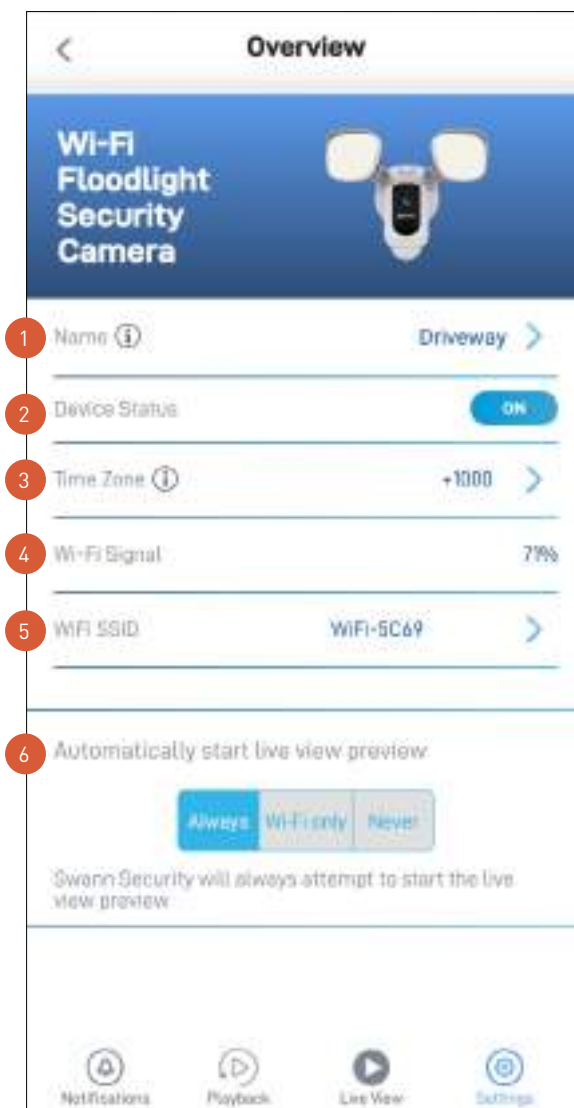 Overview
Wi-Fi
Floodlight
Security
Camera
1 Name Driveway
2 Device Status ON
3 Time Zone +1000
4 Wi-Fi Signal 71%
5 WiFi SSID WiFi-5C69
6 Automatically start live view preview
Always Wi-Fi only Never
Swann Security will always attempt to start the live
view preview
Notifications Playback Live View Settings